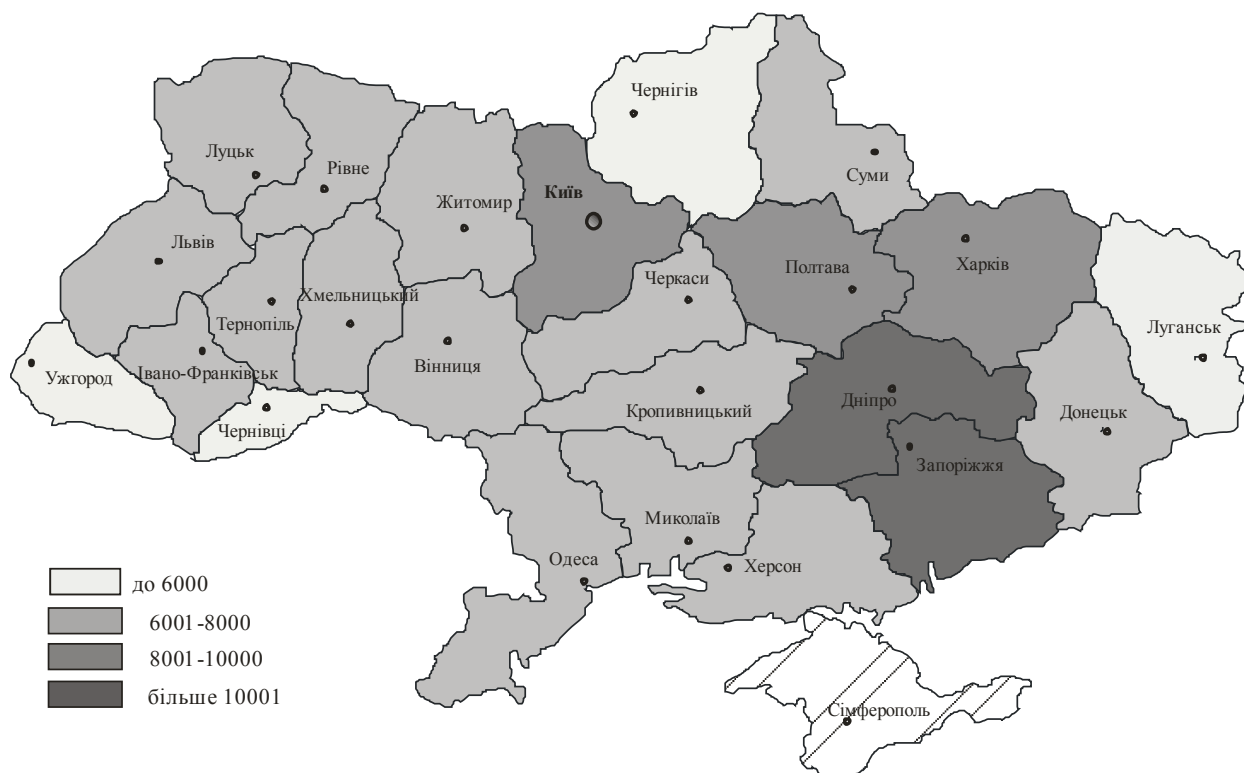 Чернігів
Луцьк
Рівне
Суми
Житомир
Київ
Львів
Полтава
Харків
Черкаси
Хмельницький
Тернопіль
Луганськ
Вінниця
Ужгород
Івано-Франківськ
Кропивницький
Дніпро
Донецьк
Чернівці
Запоріжжя
Миколаїв
Одеса
Херсон
до 6000
6001-8000
8001-10000
більше 10001
Сімферополь